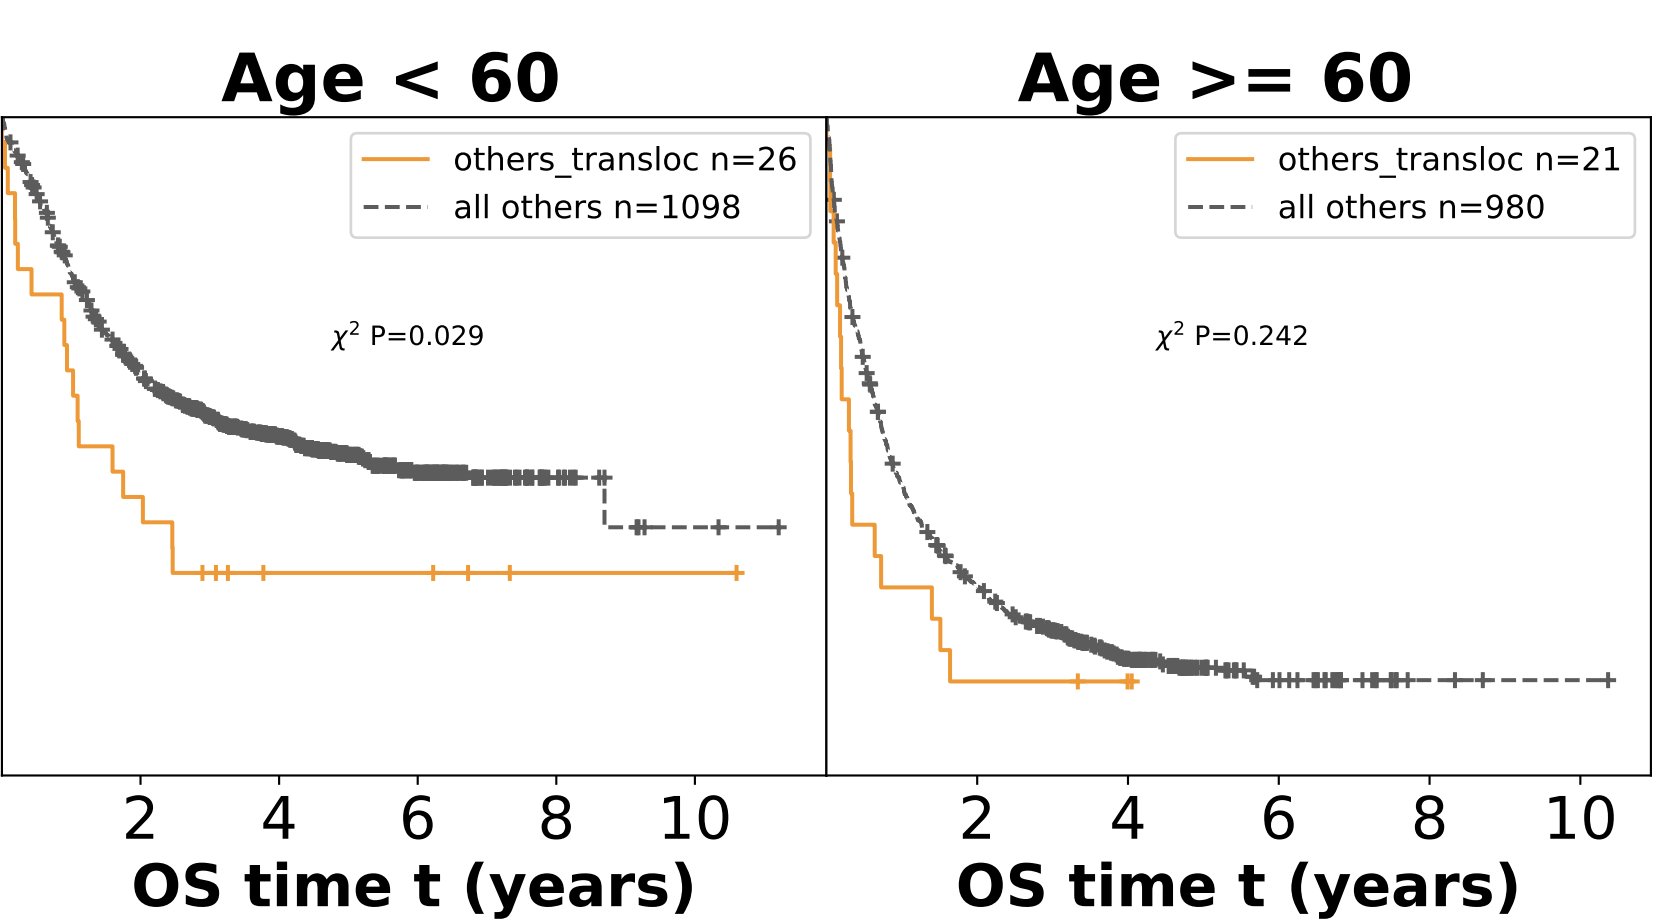 Age < 60
others_transloc n=26
all others n=1098
χ² P=0.029
2 4 6 8 10
OS time t (years)
Age >= 60
others_transloc n=21
all others n=980
χ² P=0.242
2 4 6 8 10
OS time t (years)